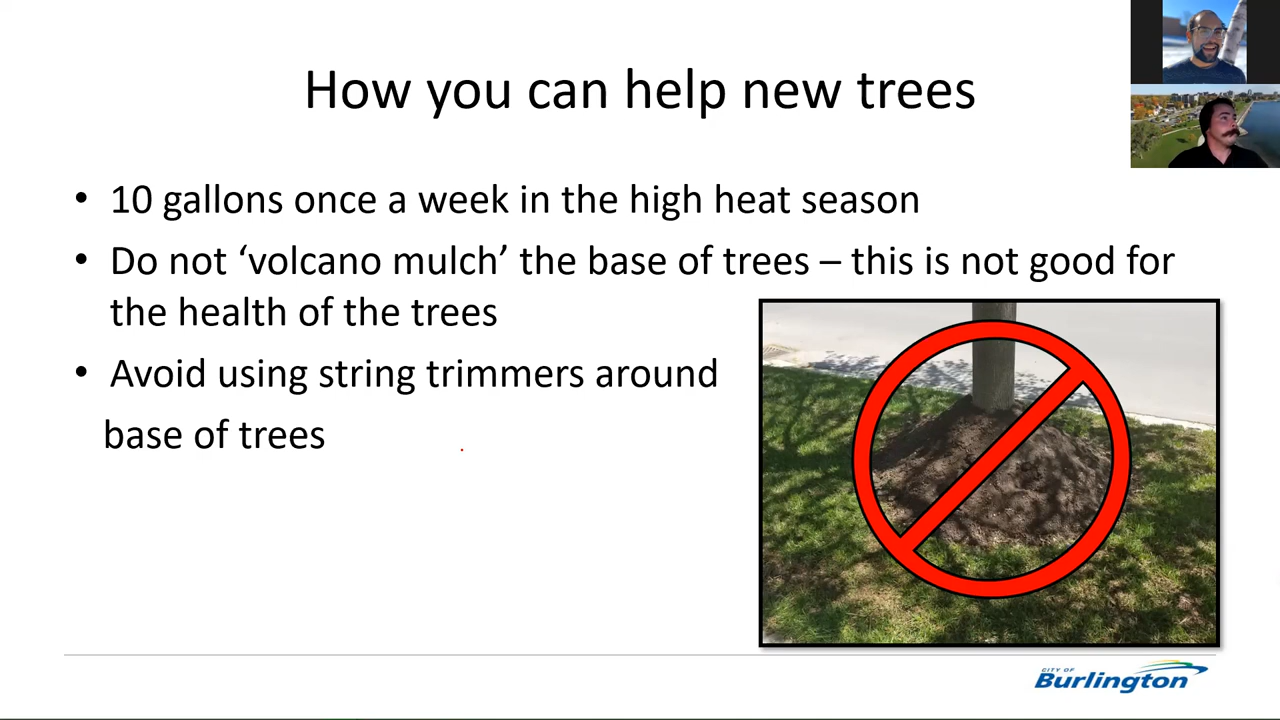 How you can help new trees
• 10 gallons once a week in the high heat season
• Do not ‘volcano mulch’ the base of trees – this is not good for
the health of the trees
• Avoid using string trimmers around
base of trees
CITY OF
Burlington